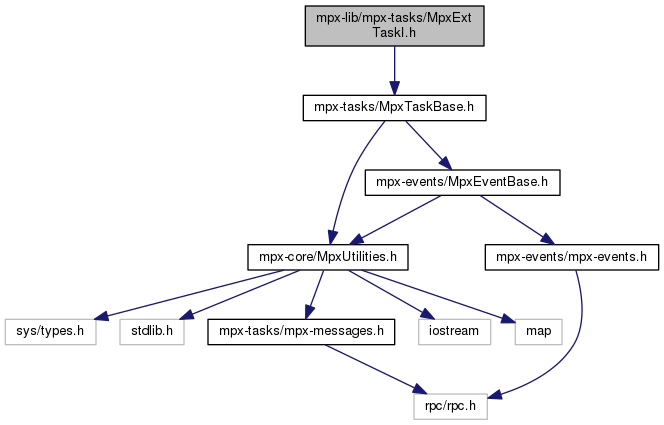 mpx-lib/mpx-tasks/MpxExt
TaskI.h
mpx-tasks/MpxTaskBase.h
mpx-events/MpxEventBase.h
mpx-core/MpxUtilities.h
mpx-events/mpx-events.h
sys/types.h
stdlib.h
mpx-tasks/mpx-messages.h
iostream
map
rpc/rpc.h